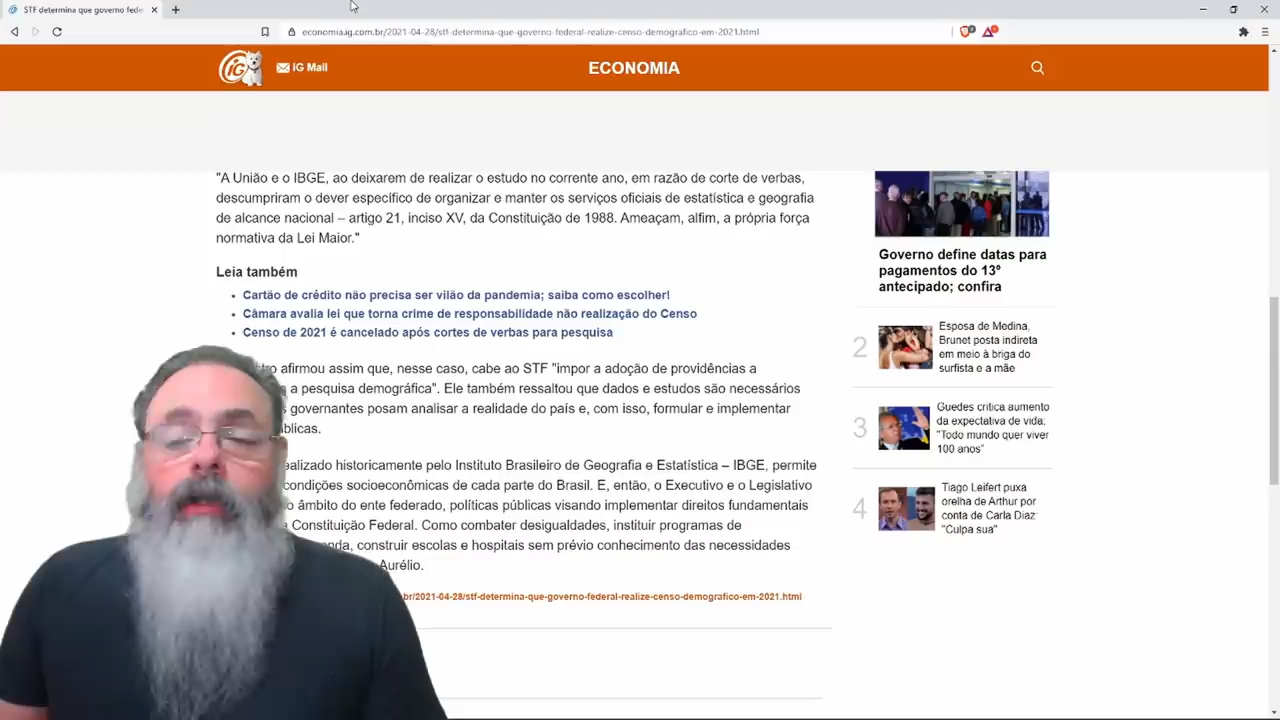 STF determina que governo fede
economia.ig.com.br/2021-04-28/stf-determina-que-governo-federal-realize-censo-demografico-em-2021.html
iG
iG Mail
ECONOMIA
"A União e o IBGE, ao deixarem de realizar o estudo no corrente ano, em razão de corte de verbas,
descumpriram o dever específico de organizar e manter os serviços oficiais de estatística e geografia
de alcance nacional – artigo 21, inciso XV, da Constituição de 1988. Ameaçam, alfim, a própria força
normativa da Lei Maior."
Leia também
Cartão de crédito não precisa ser vilão da pandemia; saiba como escolher!
Câmara avalia lei que torna crime de responsabilidade não realização do Censo
Censo de 2021 é cancelado após cortes de verbas para pesquisa
afirmou assim que, nesse caso, cabe ao STF "impor a adoção de providências a
a pesquisa demográfica". Ele também ressaltou que dados e estudos são necessários
governantes posam analisar a realidade do país e, com isso, formular e implementar
realizado historicamente pelo Instituto Brasileiro de Geografia e Estatística – IBGE, permite
condições socioeconômicas de cada parte do Brasil. E, então, o Executivo e o Legislativo
o âmbito do ente federado, políticas públicas visando implementar direitos fundamentais
a Constituição Federal. Como combater desigualdades, instituir programas de
construir escolas e hospitais sem prévio conhecimento das necessidades
Aurélio.
br/2021-04-28/stf-determina-que-governo-federal-realize-censo-demografico-em-2021.html
Governo define datas para
pagamentos do 13º
antecipado; confira
2
Esposa de Medina,
Brunet posta indireta
em meio à briga do
surfista e a mãe
3
Guedes critica aumento
da expectativa de vida:
"Todo mundo quer viver
100 anos"
4
Tiago Leifert puxa
orelha de Arthur por
conta de Carla Diaz:
"Culpa sua"